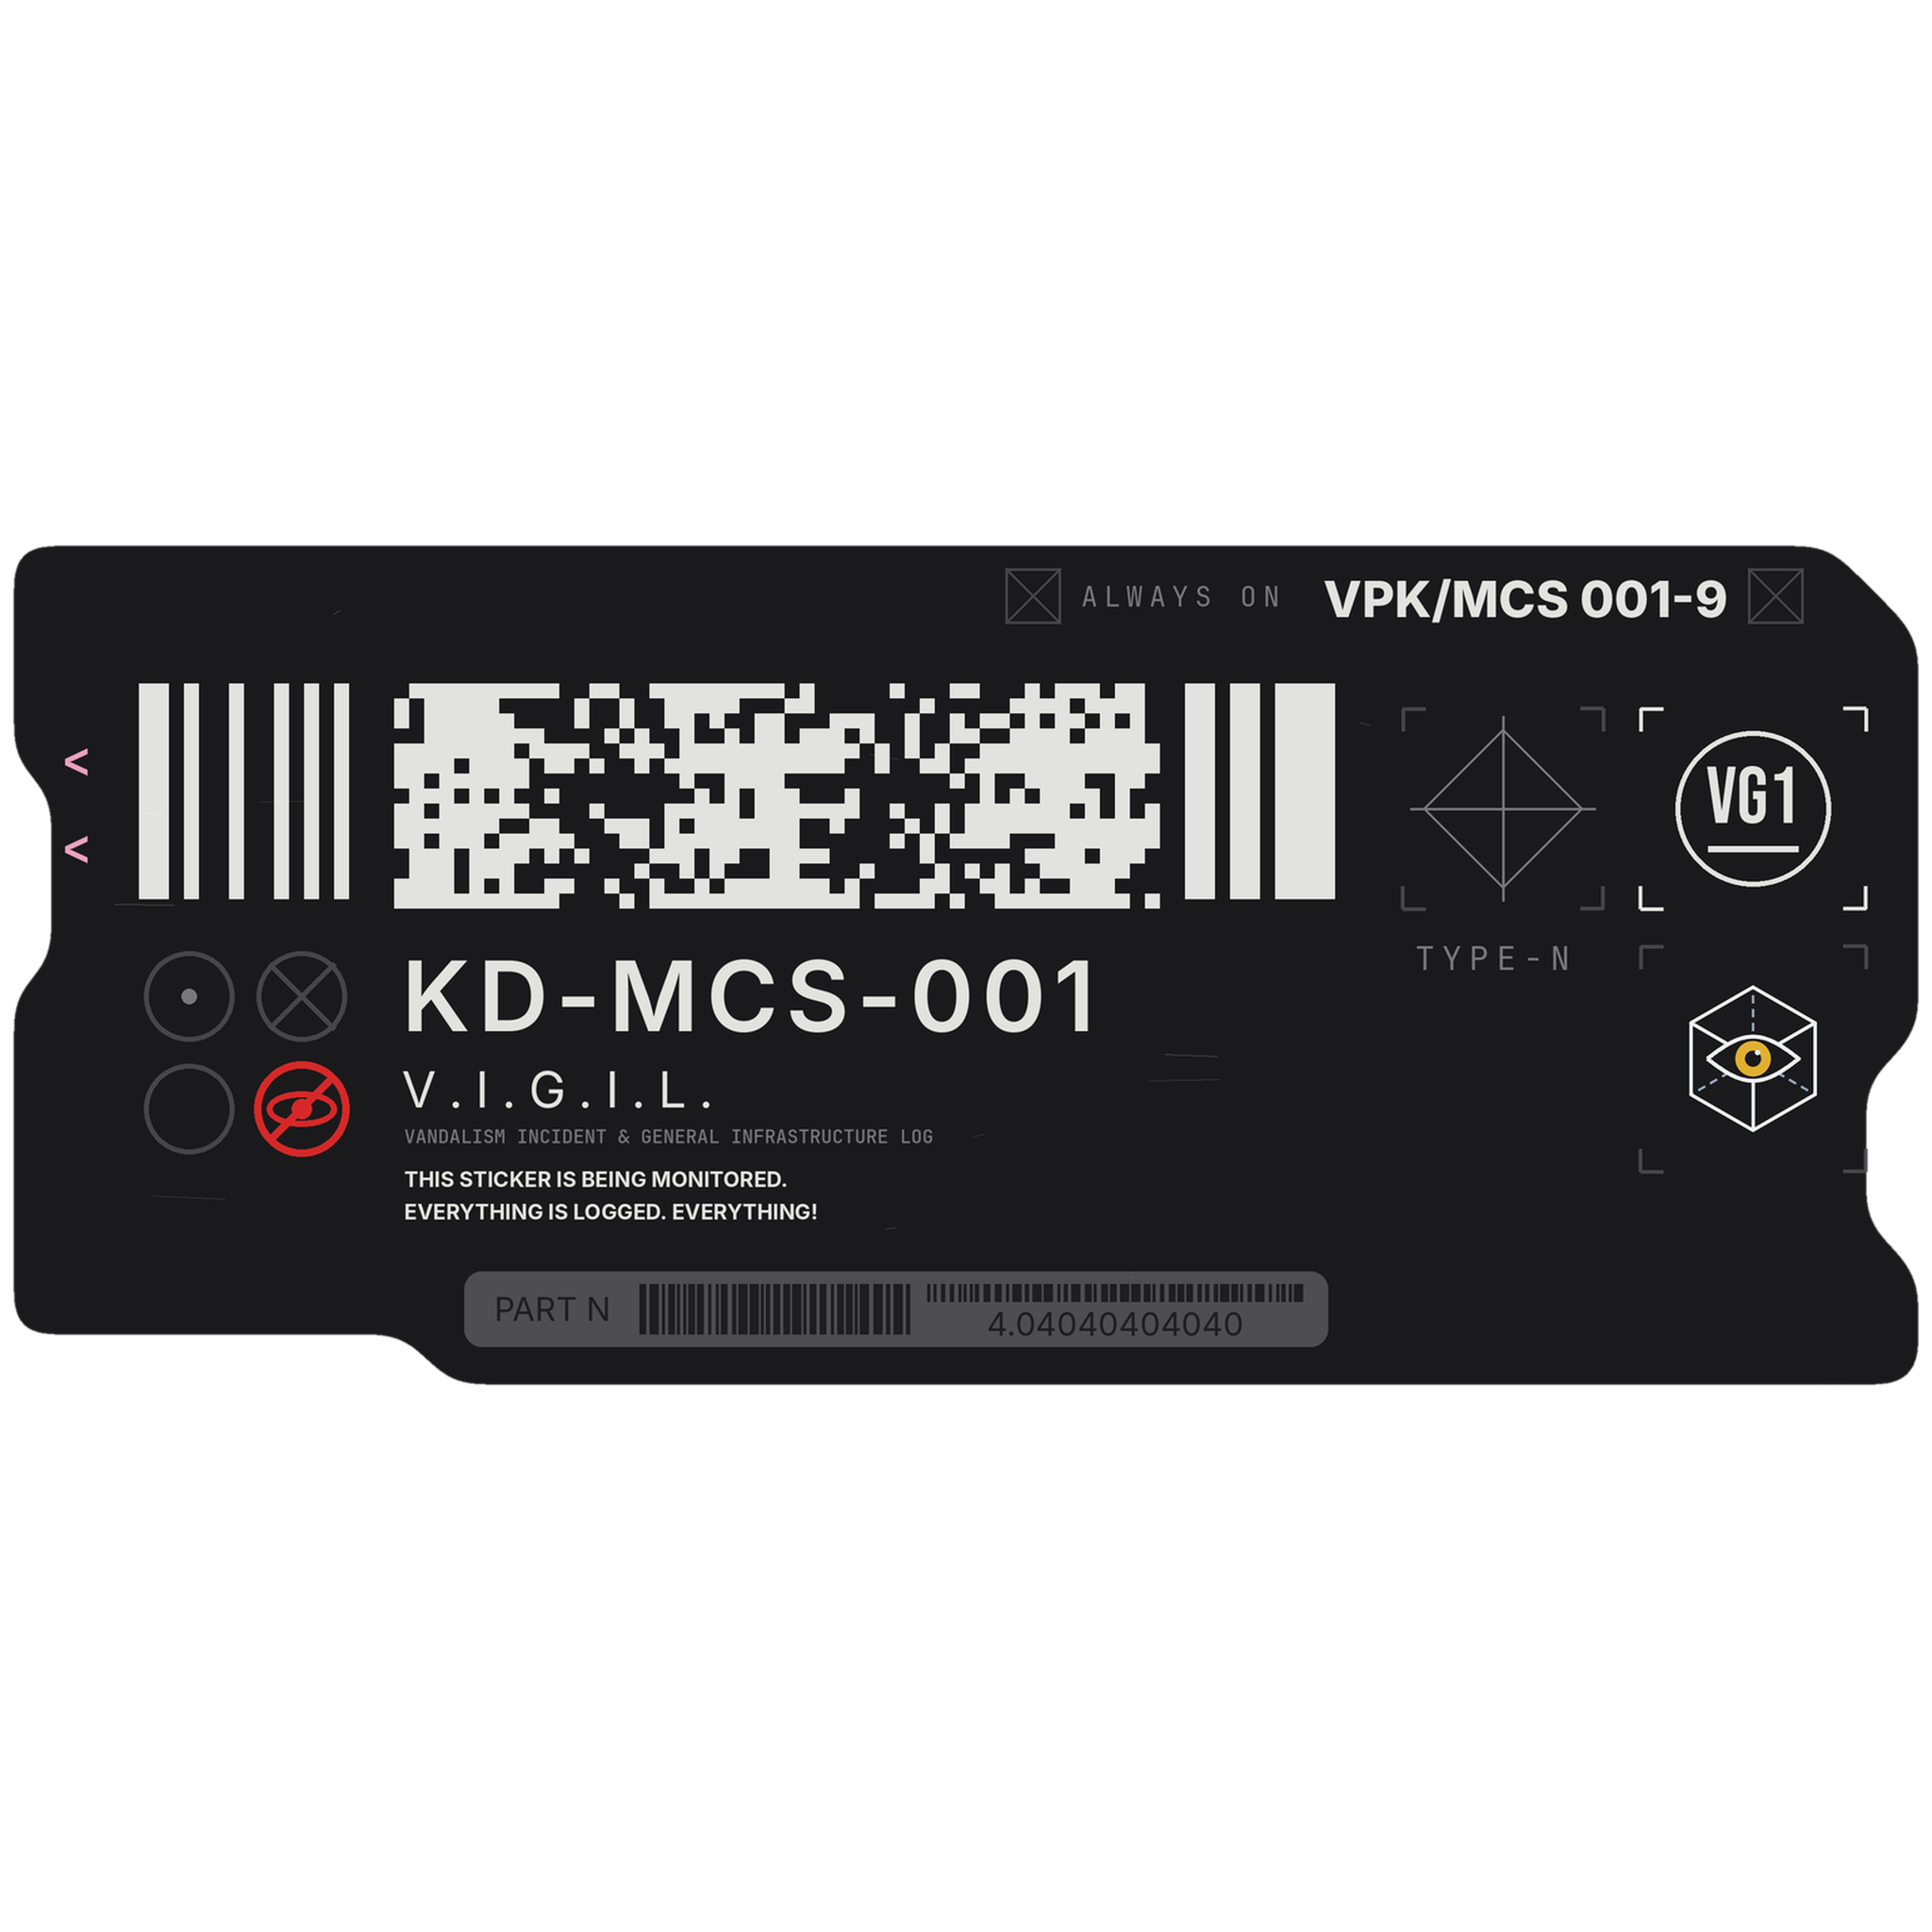 ALWAYS ON
VPK/MCS 001-9
<
<
VG1
TYPE-N
KD-MCS-001
V.I.G.I.L.
VANDALISM INCIDENT & GENERAL INFRASTRUCTURE LOG
THIS STICKER IS BEING MONITORED.
EVERYTHING IS LOGGED. EVERYTHING!
PART N
4.04040404040